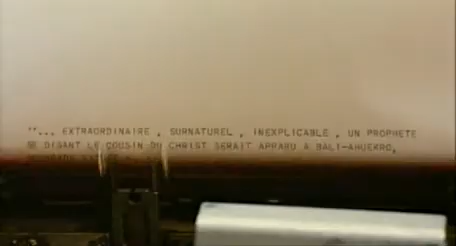 "... EXTRAORDINAIRE , SURNATUREL , INEXPLICABLE , UN PROPHETE
SE DISANT LE COUSIN DU CHRIST SERAIT APPARU A BALI-AHUEKRO,